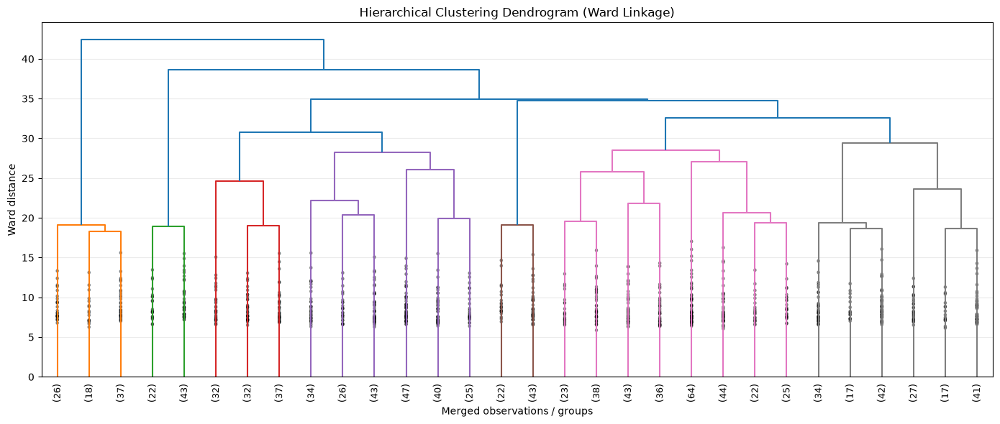 Hierarchical Clustering Dendrogram (Ward Linkage)
Ward distance
40
35
30
25
20
15
10
5
0
(26) (18) (37) (22) (43) (32) (32) (37) (34) (26) (43) (47) (40) (25) (22) (43) (23) (38) (43) (36) (64) (44) (22) (25) (34) (17) (42) (27) (17) (41)
Merged observations / groups